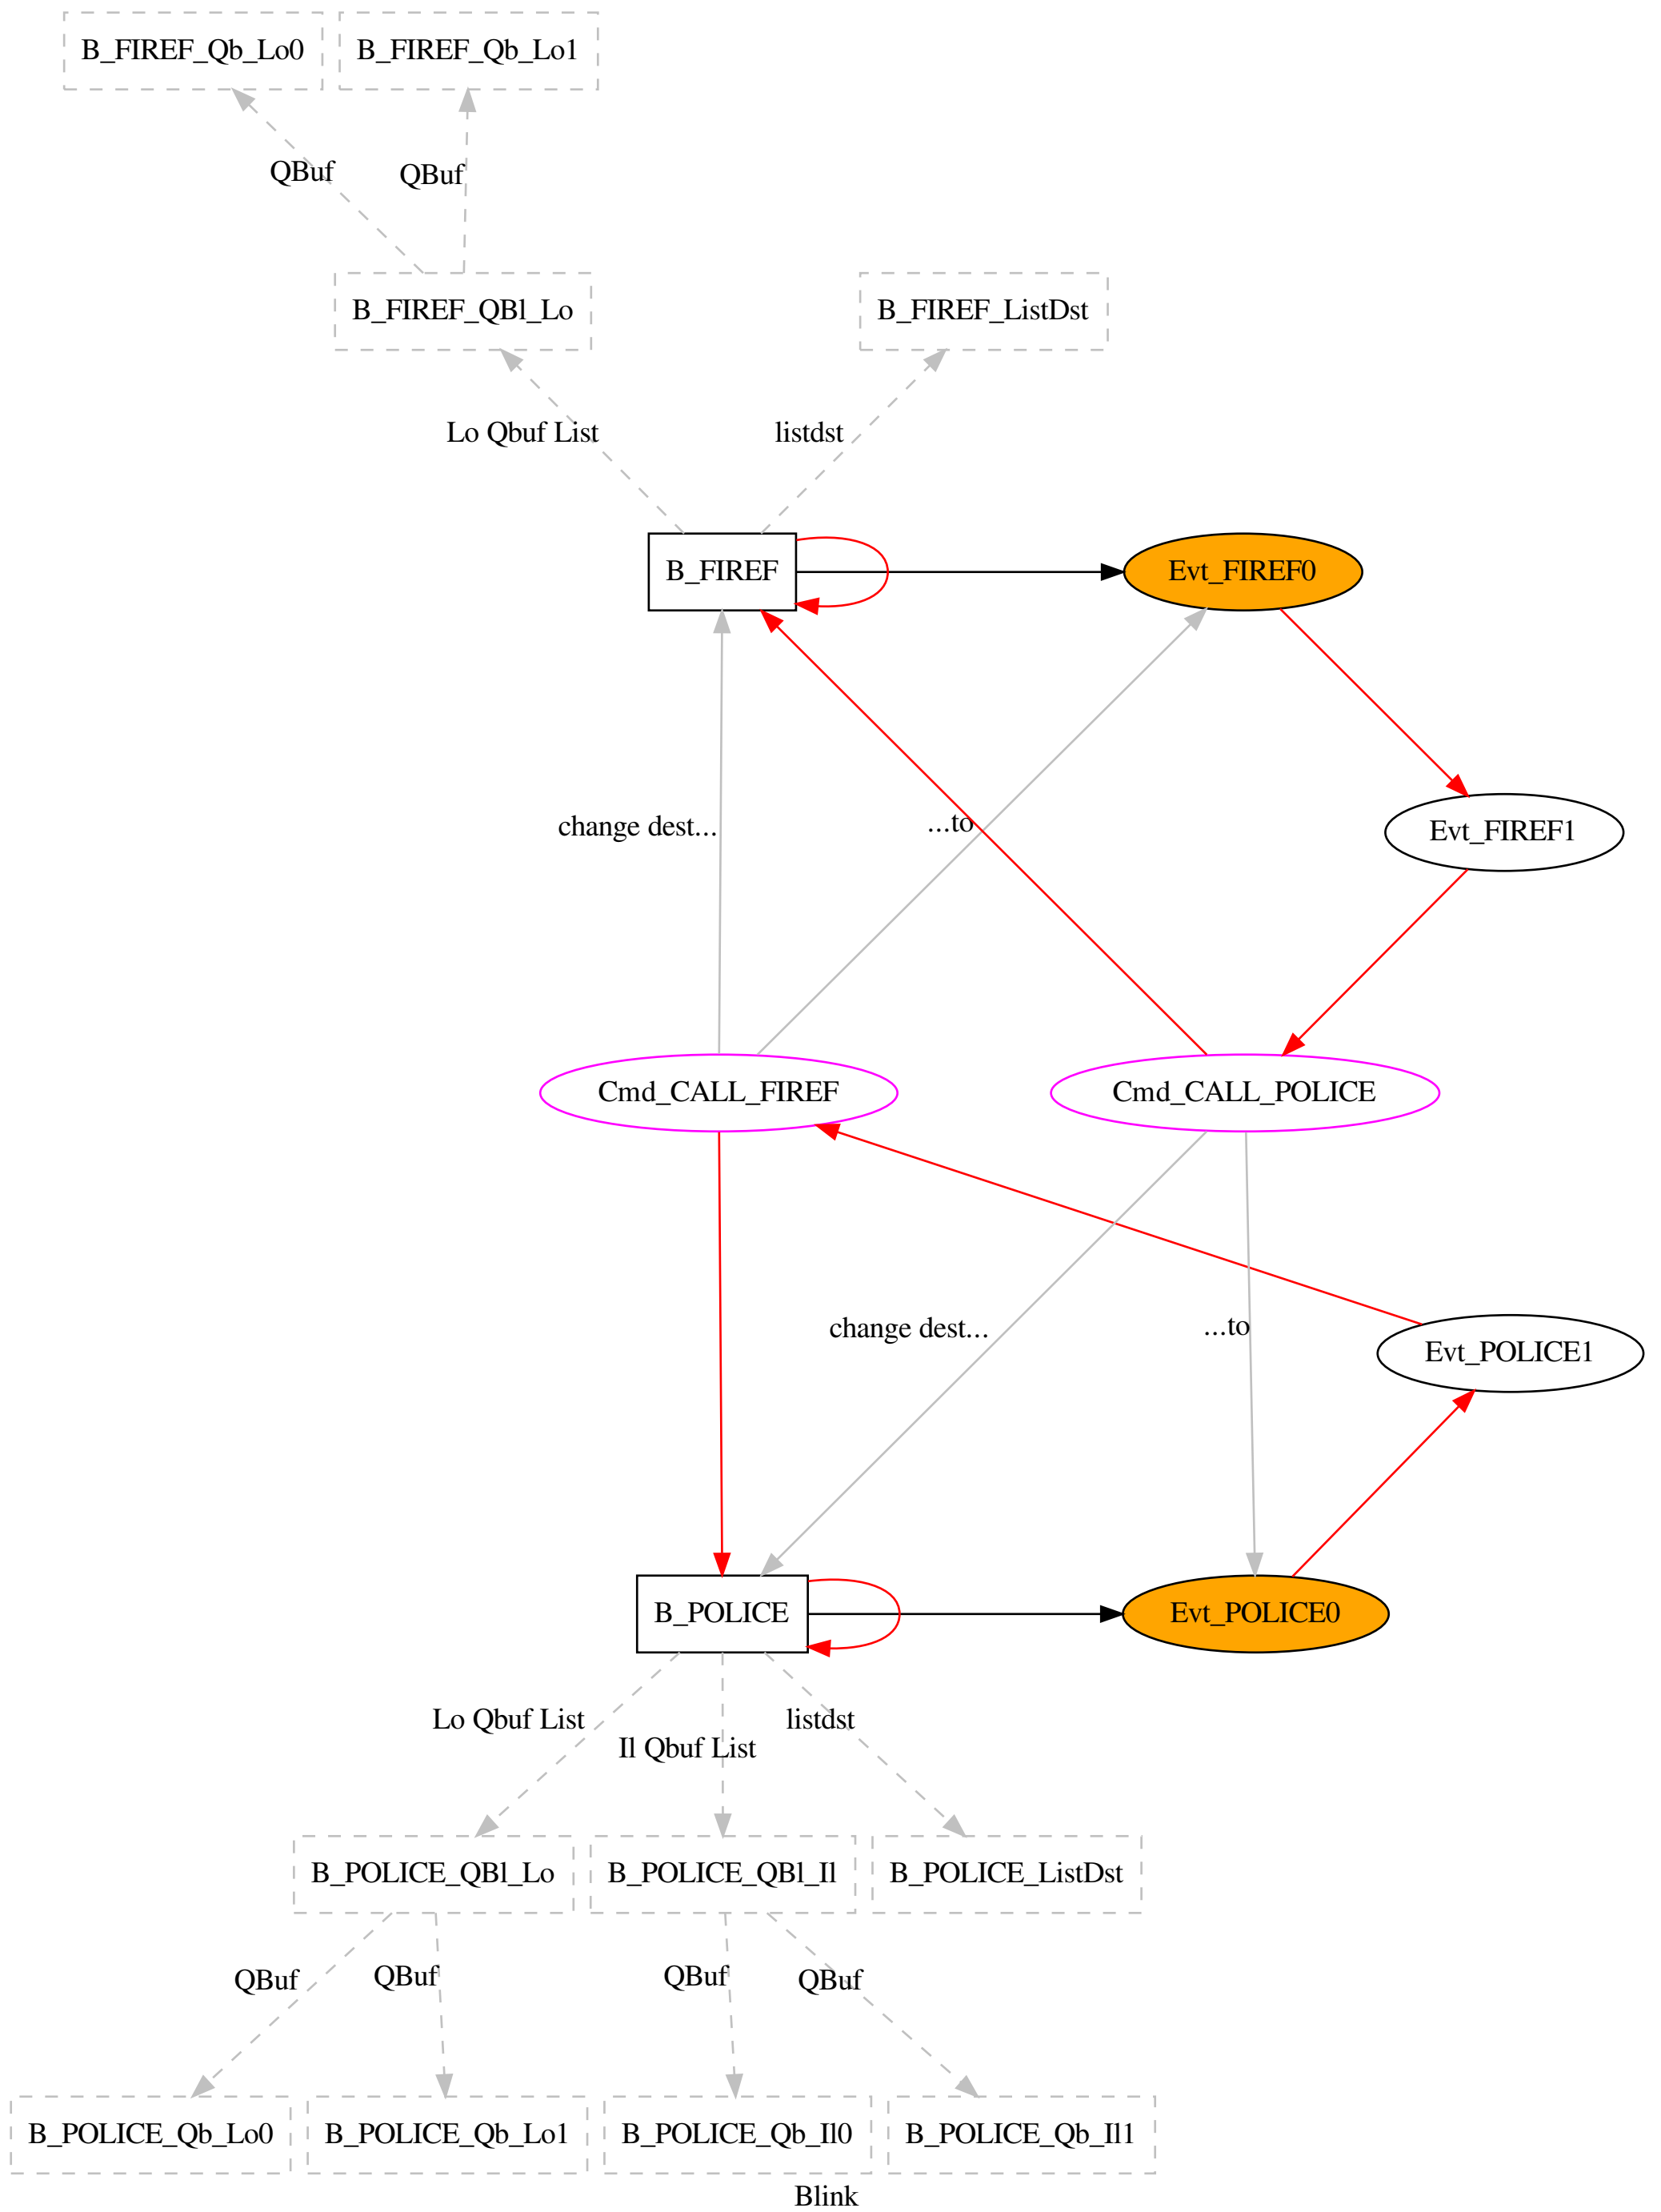 B_FIREF_Qb_Lo0
B_FIREF_Qb_Lo1
QBuf
QBuf
B_FIREF_QBl_Lo
B_FIREF_ListDst
Lo Qbuf List
listdst
B_FIREF
Evt_FIREF0
change dest...
...to
Evt_FIREF1
Cmd_CALL_FIREF
Cmd_CALL_POLICE
change dest...
...to
Evt_POLICE1
B_POLICE
Evt_POLICE0
Lo Qbuf List
Il Qbuf List
listdst
B_POLICE_QBl_Lo
B_POLICE_QBl_Il
B_POLICE_ListDst
QBuf
QBuf
QBuf
QBuf
B_POLICE_Qb_Lo0
B_POLICE_Qb_Lo1
B_POLICE_Qb_Il0
B_POLICE_Qb_Il1
Blink